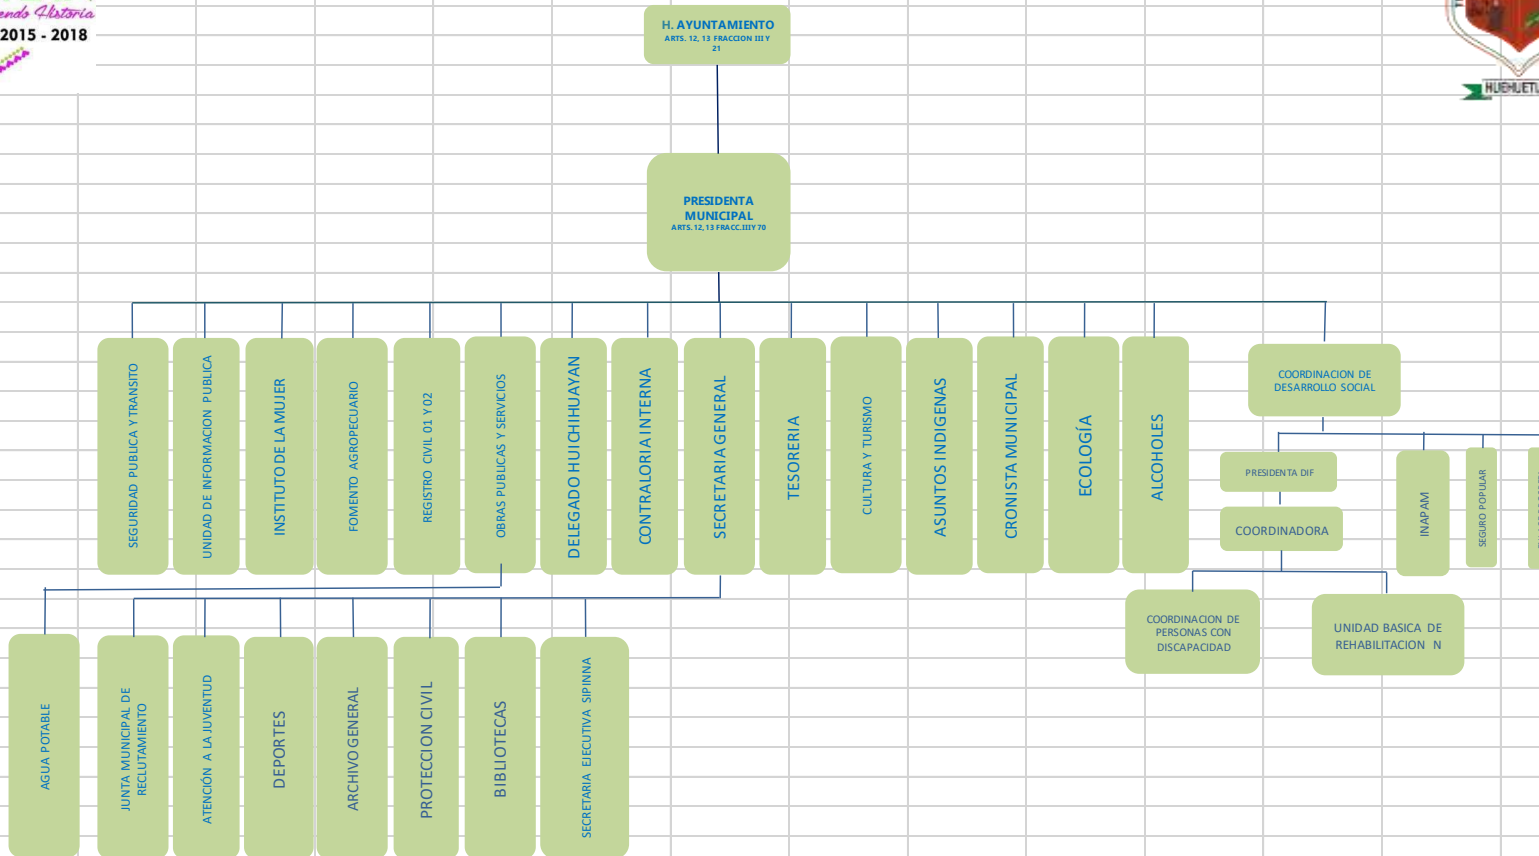 endo Historia
2015 - 2018
HUEHUETL
H. AYUNTAMIENTO
ARTS. 12, 13 FRACCION III Y
21
PRESIDENTA
MUNICIPAL
ARTS. 12, 13 FRACC.III Y 70
SEGURIDAD PUBLICA Y TRANSITO
UNIDAD DE INFORMACION PUBLICA
INSTITUTO DE LA MUJER
FOMENTO AGROPECUARIO
REGISTRO CIVIL 01 Y 02
OBRAS PUBLICAS Y SERVICIOS
DELEGADO HUICHIHUAYAN
CONTRALORIA INTERNA
SECRETARIA GENERAL
TESORERIA
CULTURA Y TURISMO
ASUNTOS INDIGENAS
CRONISTA MUNICIPAL
ECOLOGÍA
ALCOHOLES
COORDINACION DE
DESARROLLO SOCIAL
PRESIDENTA DIF
COORDINADORA
INAPAM
SEGURO POPULAR
COORDINACION DE
PERSONAS CON
DISCAPACIDAD
UNIDAD BASICA DE
REHABILITACION N
AGUA POTABLE
JUNTA MUNICIPAL DE
RECLUTAMIENTO
ATENCIÓN A LA JUVENTUD
DEPORTES
ARCHIVO GENERAL
PROTECCION CIVIL
BIBLIOTECAS
SECRETARIA EJECUTIVA SIPINNA